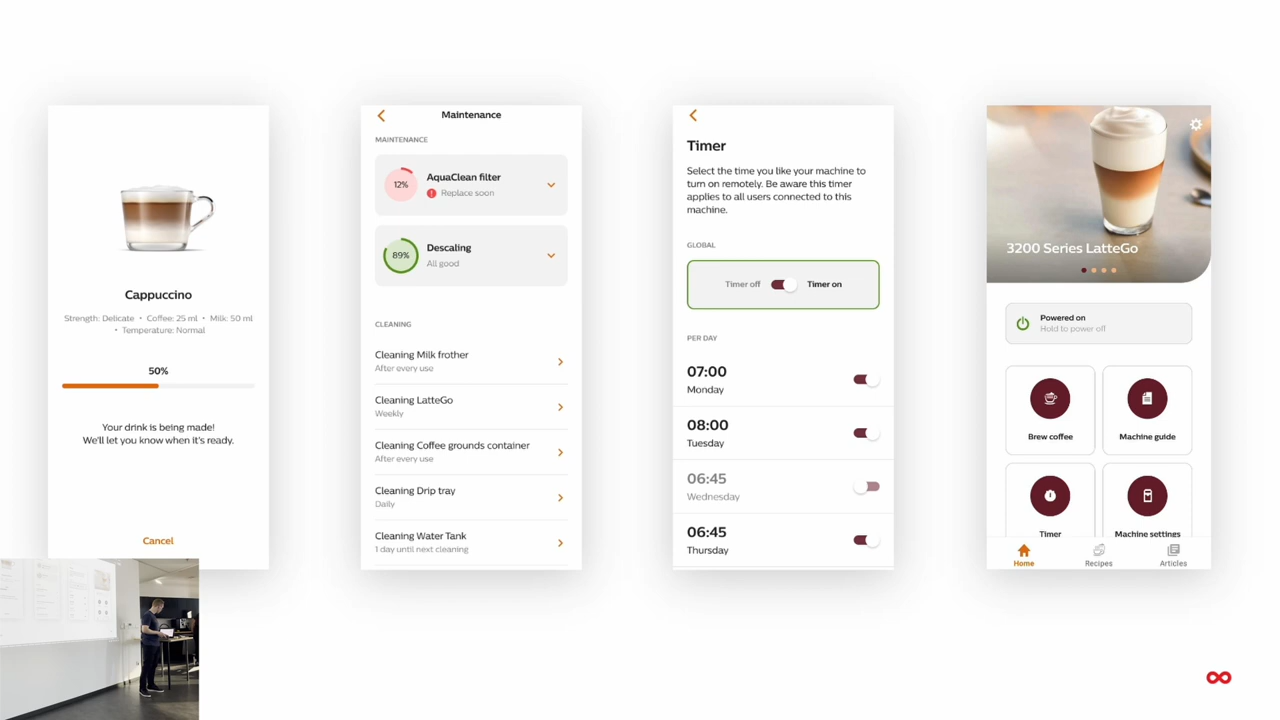 Cappuccino
Strength: Delicate • Coffee: 25 ml • Milk: 50 ml
• Temperature: Normal
50%
Your drink is being made!
We'll let you know when it's ready.
Cancel
Maintenance
MAINTENANCE
12%
AquaClean filter
Replace soon
89%
Descaling
All good
CLEANING
Cleaning Milk frother
After every use
Cleaning LatteGo
Weekly
Cleaning Coffee grounds container
After every use
Cleaning Drip tray
Daily
Cleaning Water Tank
1 day until next cleaning
Timer
Select the time you like your machine to
turn on remotely. Be aware this timer
applies to all users connected to this
machine.
GLOBAL
Timer off
Timer on
PER DAY
07:00
Monday
08:00
Tuesday
06:45
Wednesday
06:45
Thursday
3200 Series LatteGo
Powered on
Hold to power off
Brew coffee
Machine guide
Timer
Machine settings
Home
Recipes
Articles